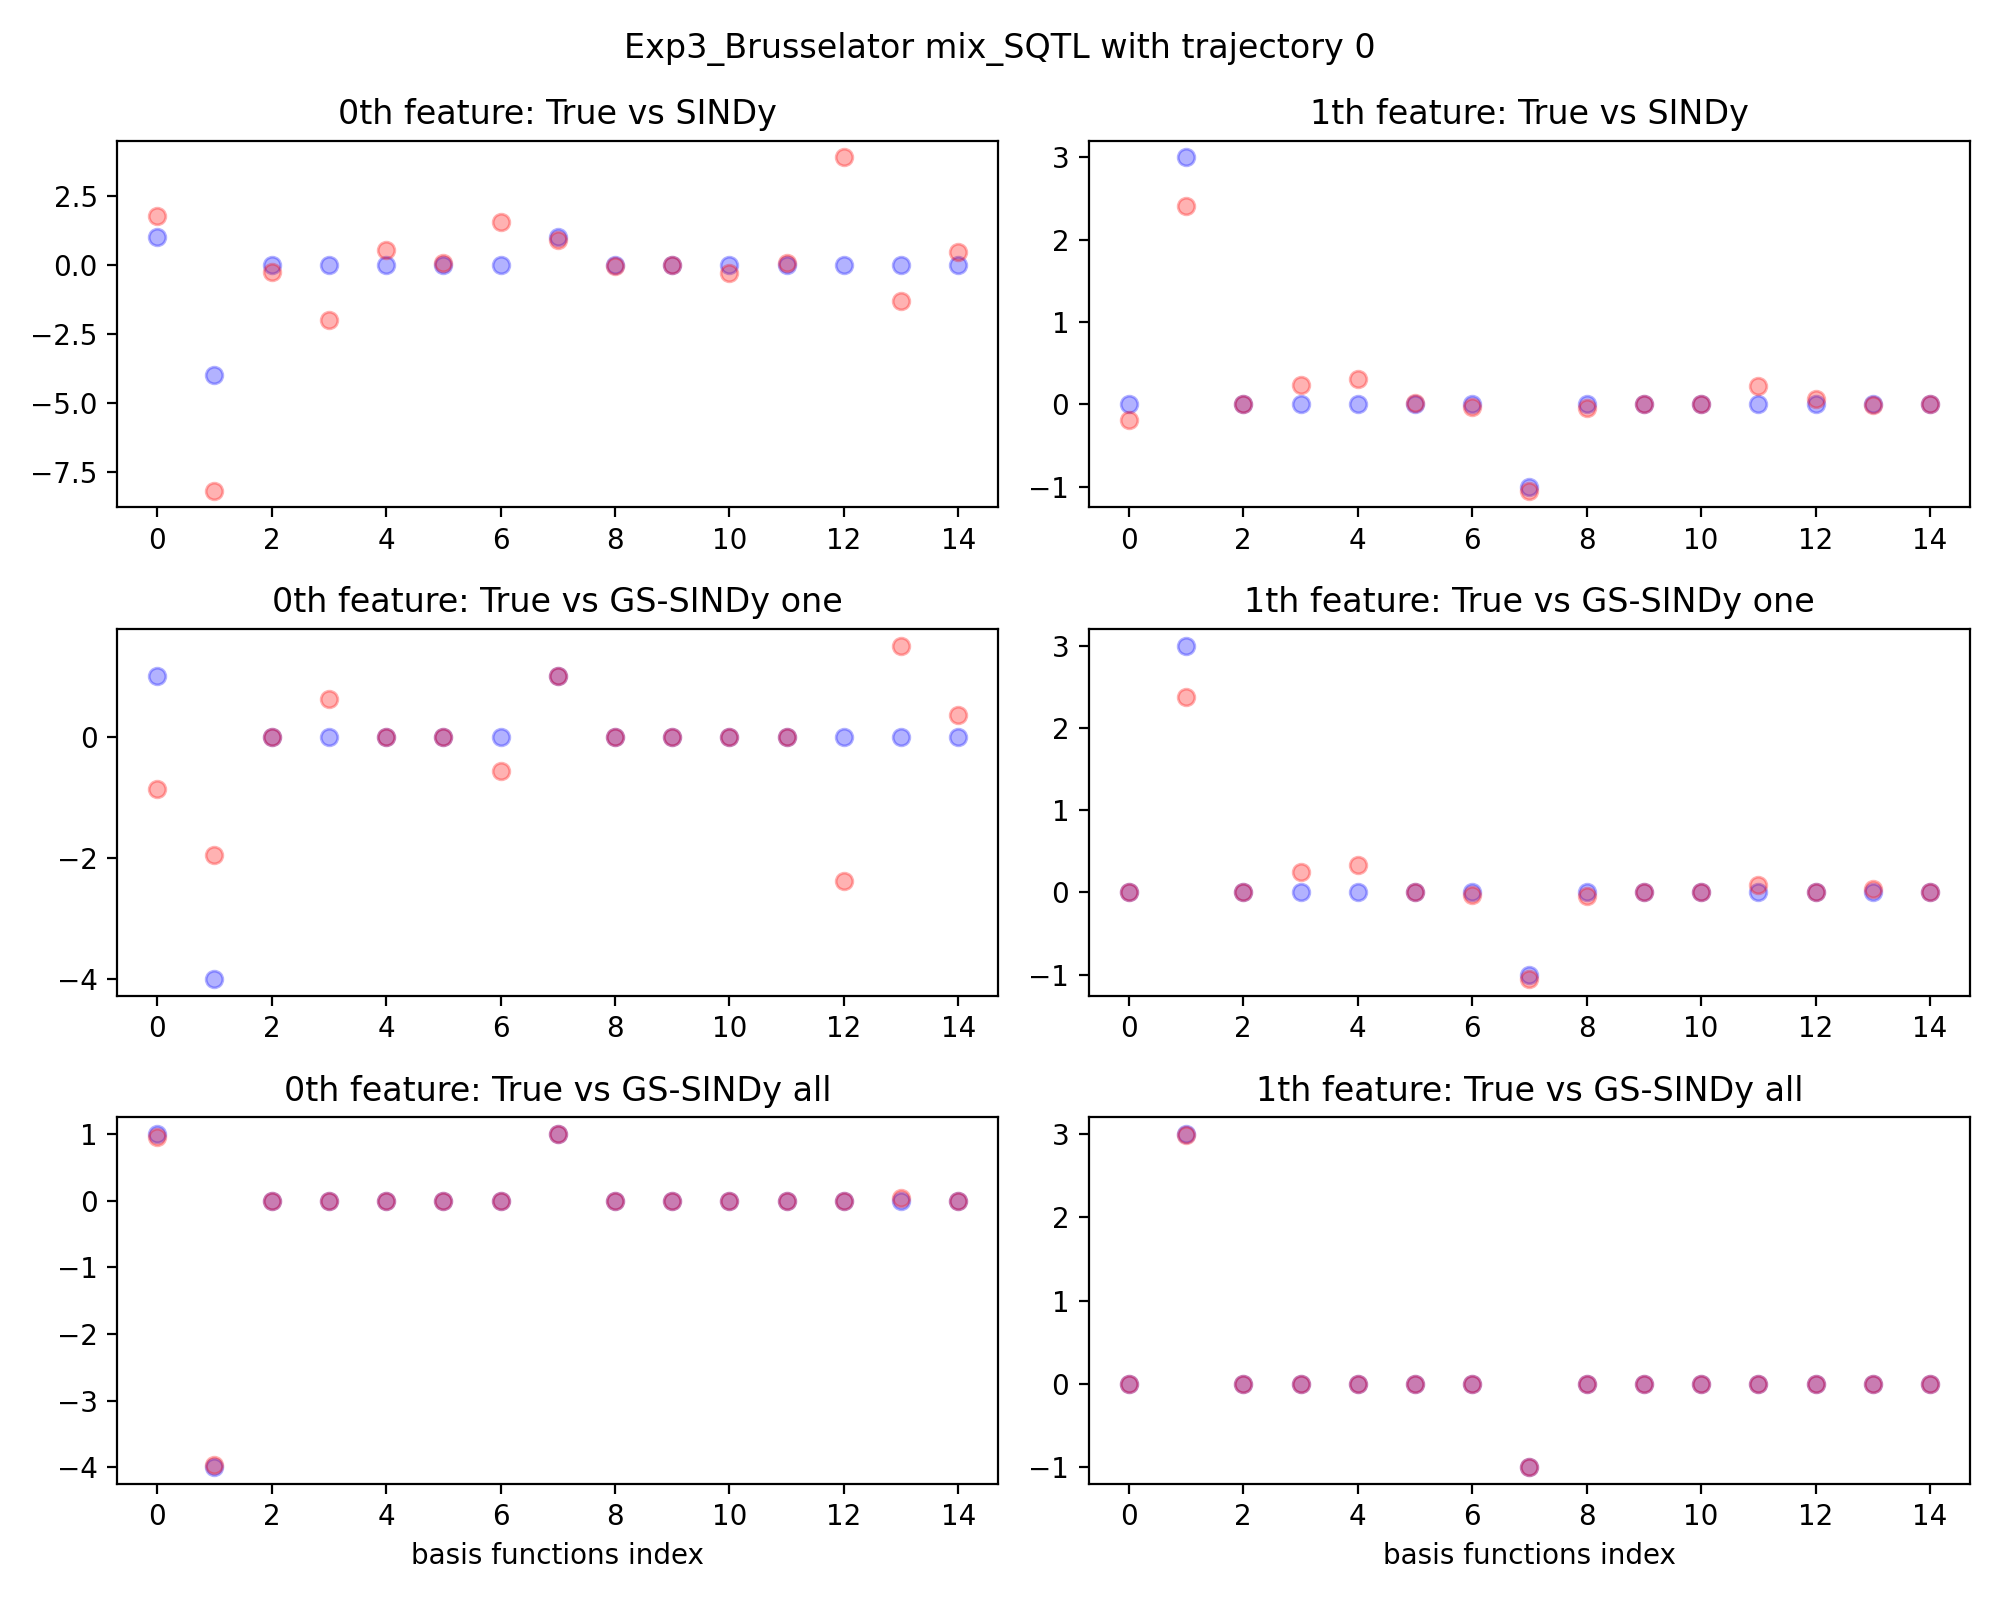 Exp3_Brusselator mix_SQTL with trajectory 0
0th feature: True vs SINDy
2.5
0.0
−2.5
−5.0
−7.5
0 2 4 6 8 10 12 14
1th feature: True vs SINDy
3
2
1
0
−1
0 2 4 6 8 10 12 14
0th feature: True vs GS-SINDy one
0
−2
−4
0 2 4 6 8 10 12 14
1th feature: True vs GS-SINDy one
3
2
1
0
−1
0 2 4 6 8 10 12 14
0th feature: True vs GS-SINDy all
1
0
−1
−2
−3
−4
0 2 4 6 8 10 12 14
basis functions index
1th feature: True vs GS-SINDy all
3
2
1
0
−1
0 2 4 6 8 10 12 14
basis functions index